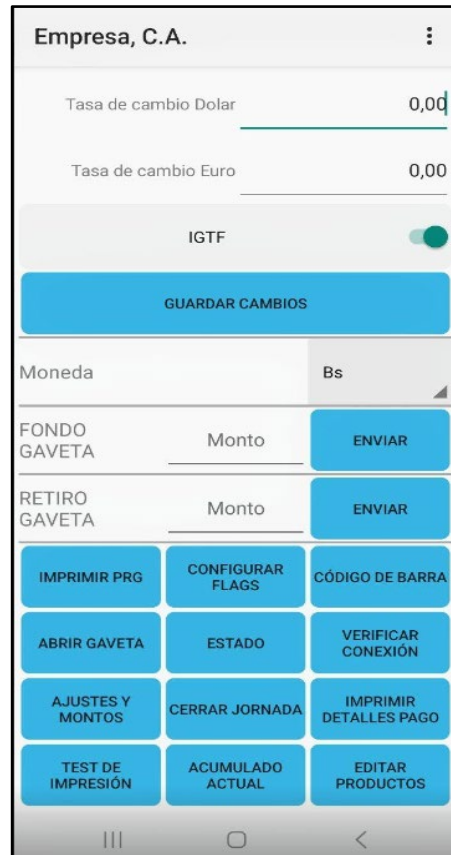 Empresa, C.A.
Tasa de cambio Dolar 0,00
Tasa de cambio Euro 0,00
IGTF
GUARDAR CAMBIOS
Moneda Bs
FONDO
GAVETA Monto ENVIAR
RETIRO
GAVETA Monto ENVIAR
IMPRIMIR PRG
CONFIGURAR
FLAGS
CÓDIGO DE BARRA
ABRIR GAVETA
ESTADO
VERIFICAR
CONEXIÓN
AJUSTES Y
MONTOS
CERRAR JORNADA
IMPRIMIR
DETALLES PAGO
TEST DE
IMPRESIÓN
ACUMULADO
ACTUAL
EDITAR
PRODUCTOS